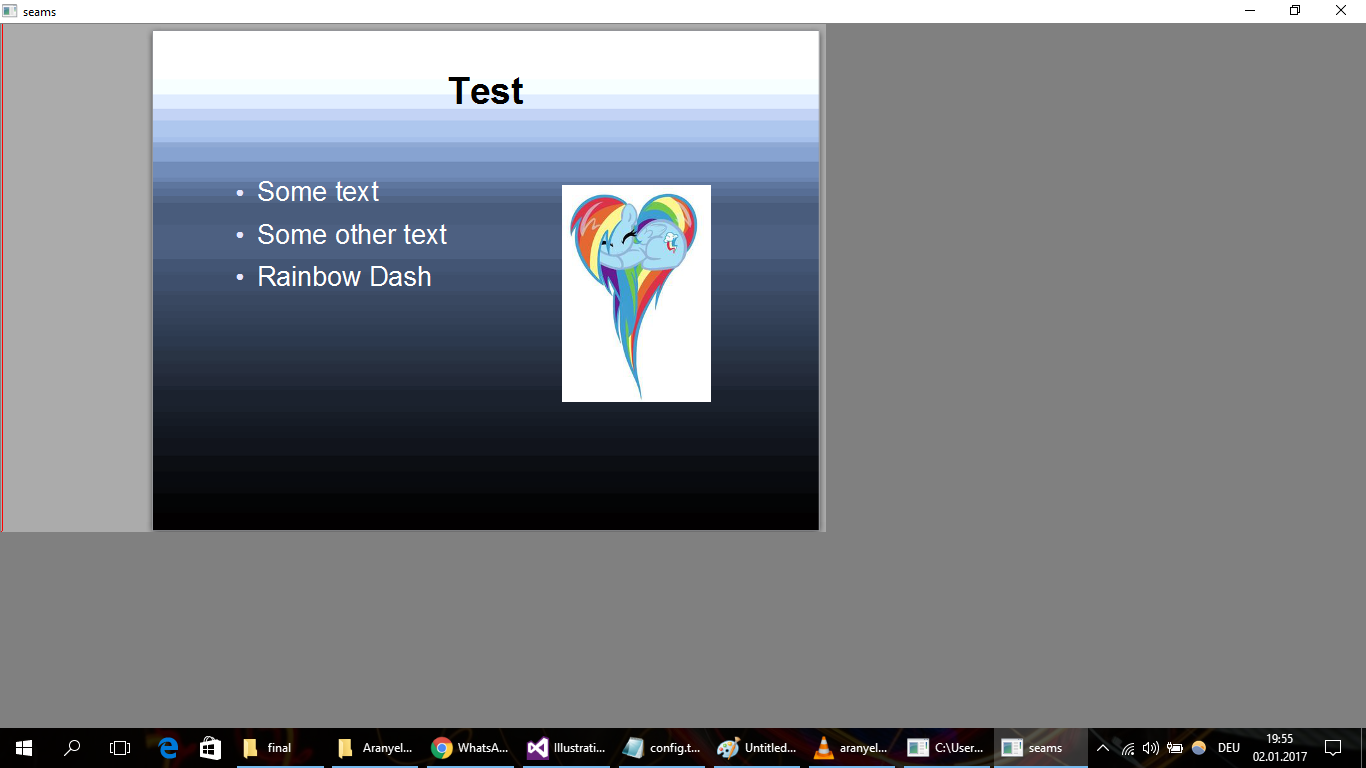 seams
Test
• Some text
• Some other text
• Rainbow Dash
final
Aranyel...
WhatsA...
Illustrati...
config.t...
Untitled...
aranyel...
C:\User...
seams
DEU
19:55
02.01.2017